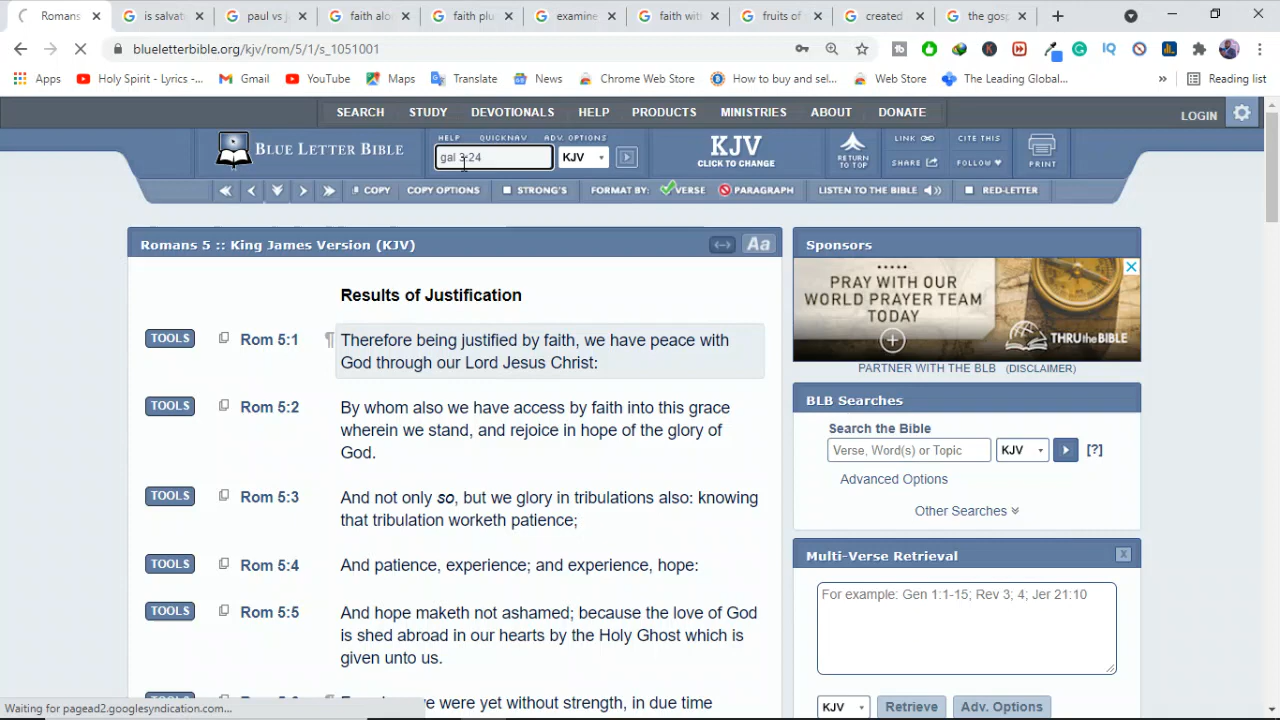 Romans
is salvati
paul vs j
faith alo
faith plu
examine
faith with
fruits of
created
the gosp
blueletterbible.org/kjv/rom/5/1/s_1051001
Apps
Holy Spirit - Lyrics -...
Gmail
YouTube
Maps
Translate
News
Chrome Web Store
How to buy and sel...
Web Store
The Leading Global...
»
Reading list
SEARCH
STUDY
DEVOTIONALS
HELP
PRODUCTS
MINISTRIES
ABOUT
DONATE
LOGIN
BLUE LETTER BIBLE
HELP
QUICKNAV
ADV. OPTIONS
gal 3:24
KJV
KJV
CLICK TO CHANGE
RETURN
TO TOP
LINK
CITE THIS
SHARE
FOLLOW
PRINT
COPY
COPY OPTIONS
STRONG'S
FORMAT BY:
VERSE
PARAGRAPH
LISTEN TO THE BIBLE
RED-LETTER
Romans 5 :: King James Version (KJV)
Aa
Results of Justification
TOOLS
Rom 5:1
¶
Therefore being justified by faith, we have peace with
God through our Lord Jesus Christ:
TOOLS
Rom 5:2
By whom also we have access by faith into this grace
wherein we stand, and rejoice in hope of the glory of
God.
TOOLS
Rom 5:3
And not only so, but we glory in tribulations also: knowing
that tribulation worketh patience;
TOOLS
Rom 5:4
And patience, experience; and experience, hope:
TOOLS
Rom 5:5
And hope maketh not ashamed; because the love of God
is shed abroad in our hearts by the Holy Ghost which is
given unto us.
were yet without strength, in due time
Sponsors
PRAY WITH OUR
WORLD PRAYER TEAM
TODAY
THRU the BIBLE
PARTNER WITH THE BLB (DISCLAIMER)
BLB Searches
Search the Bible
Verse, Word(s) or Topic
KJV
[?]
Advanced Options
Other Searches
Multi-Verse Retrieval
X
For example: Gen 1:1-15; Rev 3; 4; Jer 21:10
KJV
Retrieve
Adv. Options
Waiting for pagead2.googlesyndication.com...